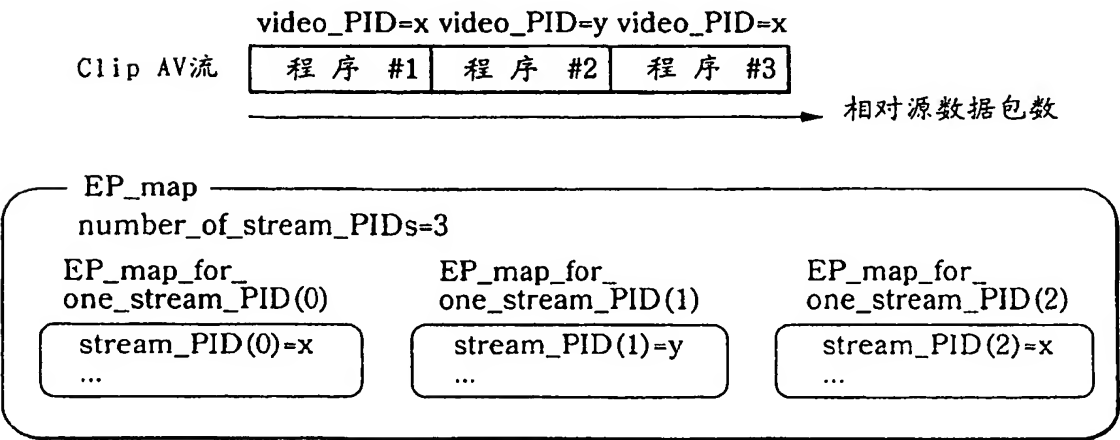 video_PID=x video_PID=y video_PID=x
Clip AV流 程序 #1 程序 #2 程序 #3
相对源数据包数
EP_map
number_of_stream_PIDs=3
EP_map_for_ EP_map_for_ EP_map_for_
one_stream_PID(0) one_stream_PID(1) one_stream_PID(2)
stream_PID(0)=x stream_PID(1)=y stream_PID(2)=x
... ... ...